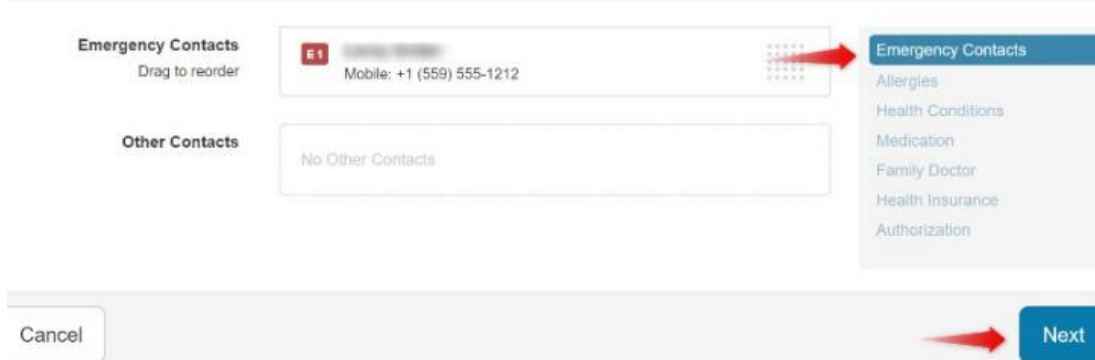 Emergency Contacts
Drag to reorder
E1
Mobile: +1 (559) 555-1212
Other Contacts
No Other Contacts
Emergency Contacts
Allergies
Health Conditions
Medication
Family Doctor
Health Insurance
Authorization
Cancel
Next